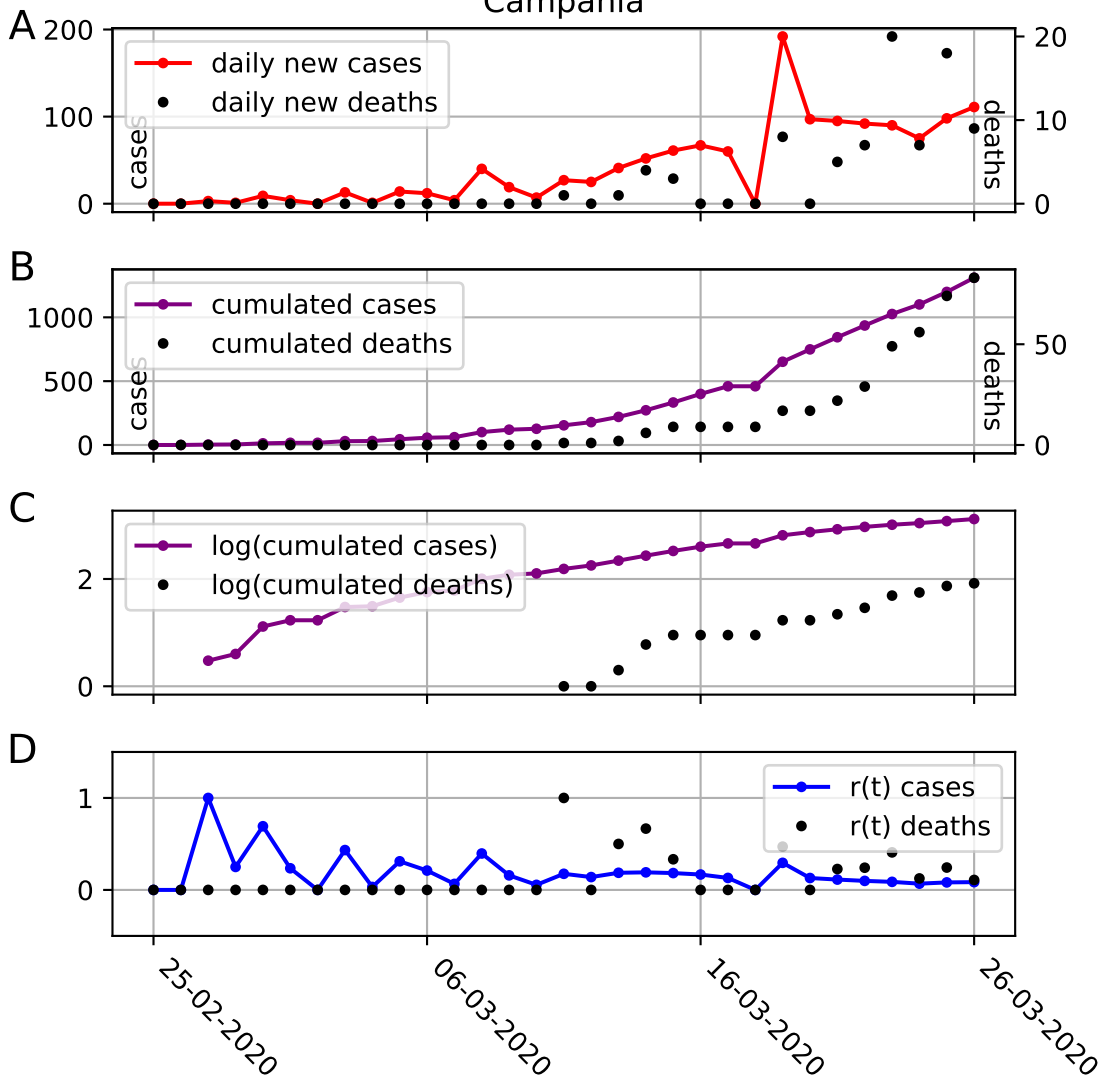 Campania
A
200
100
0
cases
daily new cases
daily new deaths
20
10
0
deaths
B
1000
500
0
cases
cumulated cases
cumulated deaths
50
0
deaths
C
2
0
log(cumulated cases)
log(cumulated deaths)
D
1
0
r(t) cases
r(t) deaths
25-02-2020
06-03-2020
16-03-2020
26-03-2020